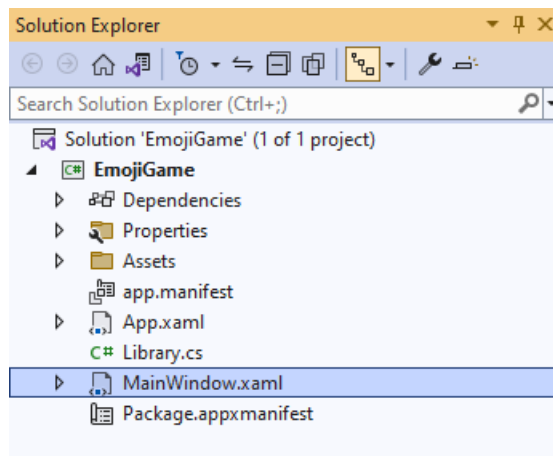 Solution Explorer
Search Solution Explorer (Ctrl+;)
Solution 'EmojiGame' (1 of 1 project)
C# EmojiGame
Dependencies
Properties
Assets
app.manifest
App.xaml
C# Library.cs
MainWindow.xaml
Package.appxmanifest